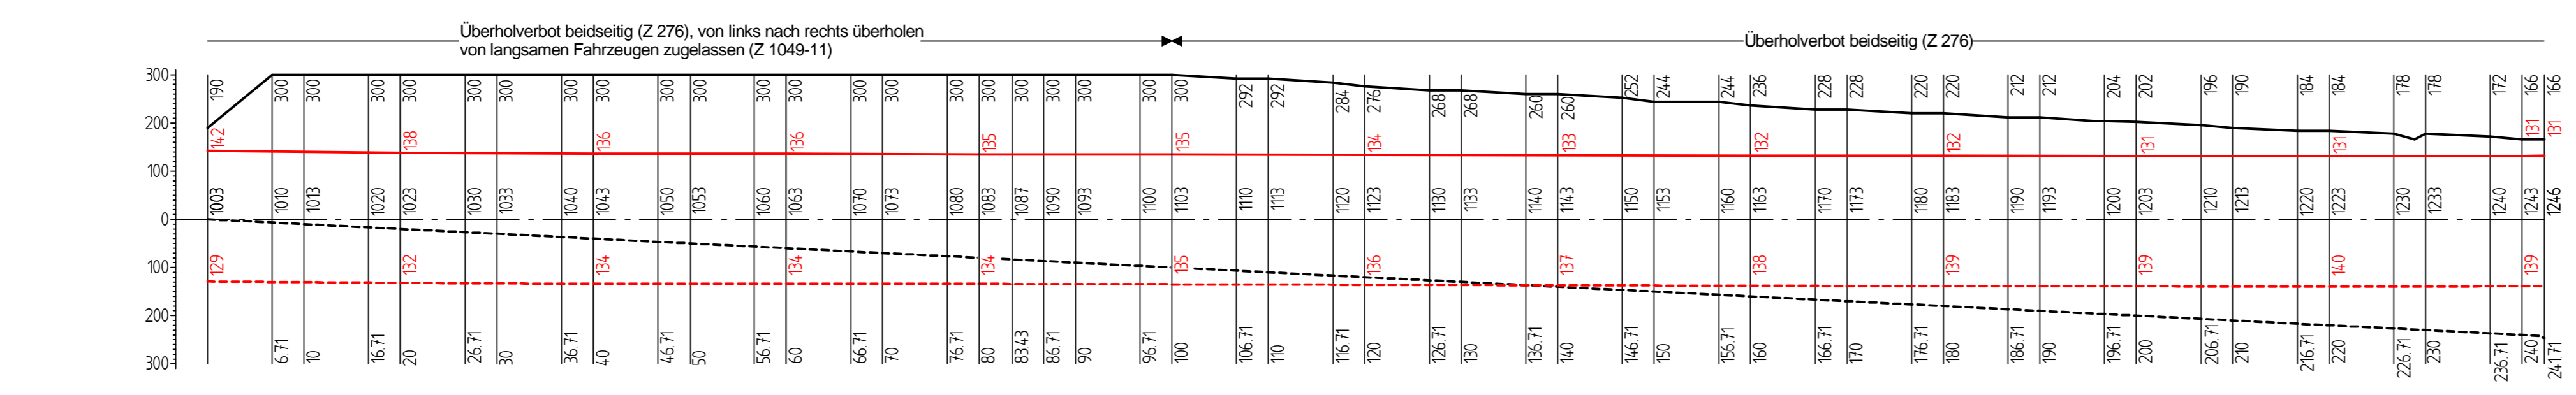 Überholverbot beidseitig (Z 276), von links nach rechts überholen
von langsamen Fahrzeugen zugelassen (Z 1049-11)
Überholverbot beidseitig (Z 276)
300
200
100
0
100
200
300
190 300 300 300 300 300 300 300 300 300 300 300 300 300 300 300 300 300 300 300 300 300 292 292 284 276 268 268 260 260 252 244 244 236 228 228 220 220 212 212 204 202 196 190 184 184 178 178 172 166 166
142 138 136 136 135 135 134 133 132 132 131 131 131 131
1003 1010 1013 1020 1023 1030 1033 1040 1043 1050 1053 1060 1063 1070 1073 1080 1083 1087 1090 1093 1100 1103 1110 1113 1120 1123 1130 1133 1140 1143 1150 1153 1160 1163 1170 1173 1180 1183 1190 1193 1200 1203 1210 1213 1220 1223 1230 1233 1240 1243 1246
129 132 134 134 134 135 136 137 138 139 139 140 139
6.71 10 16.71 20 26.71 30 36.71 40 46.71 50 56.71 60 66.71 70 76.71 80 83.43 86.71 90 96.71 100 106.71 110 116.71 120 126.71 130 136.71 140 146.71 150 156.71 160 166.71 170 176.71 180 186.71 190 196.71 200 206.71 210 216.71 220 226.71 230 236.71 240 241.71